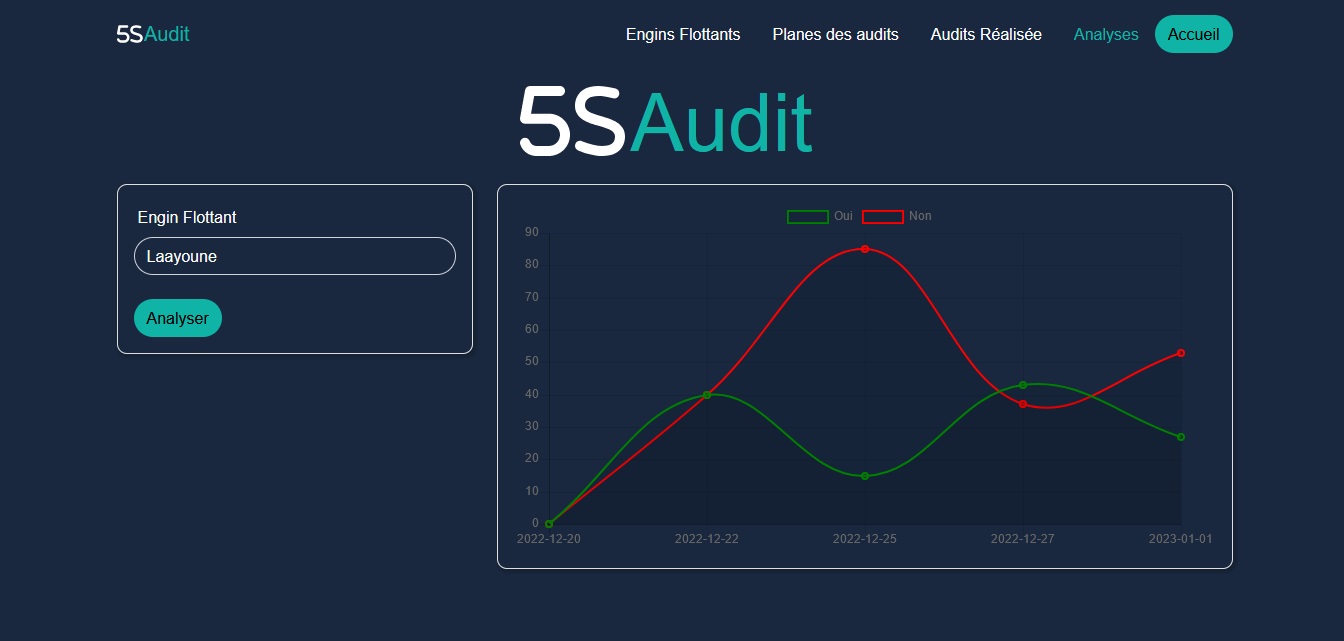 5SAudit
Engins Flottants
Planes des audits
Audits Réalisée
Analyses
Accueil
5SAudit
Engin Flottant
Laayoune
Analyser
Oui
Non
90
80
70
60
50
40
30
20
10
0
2022-12-20
2022-12-22
2022-12-25
2022-12-27
2023-01-01